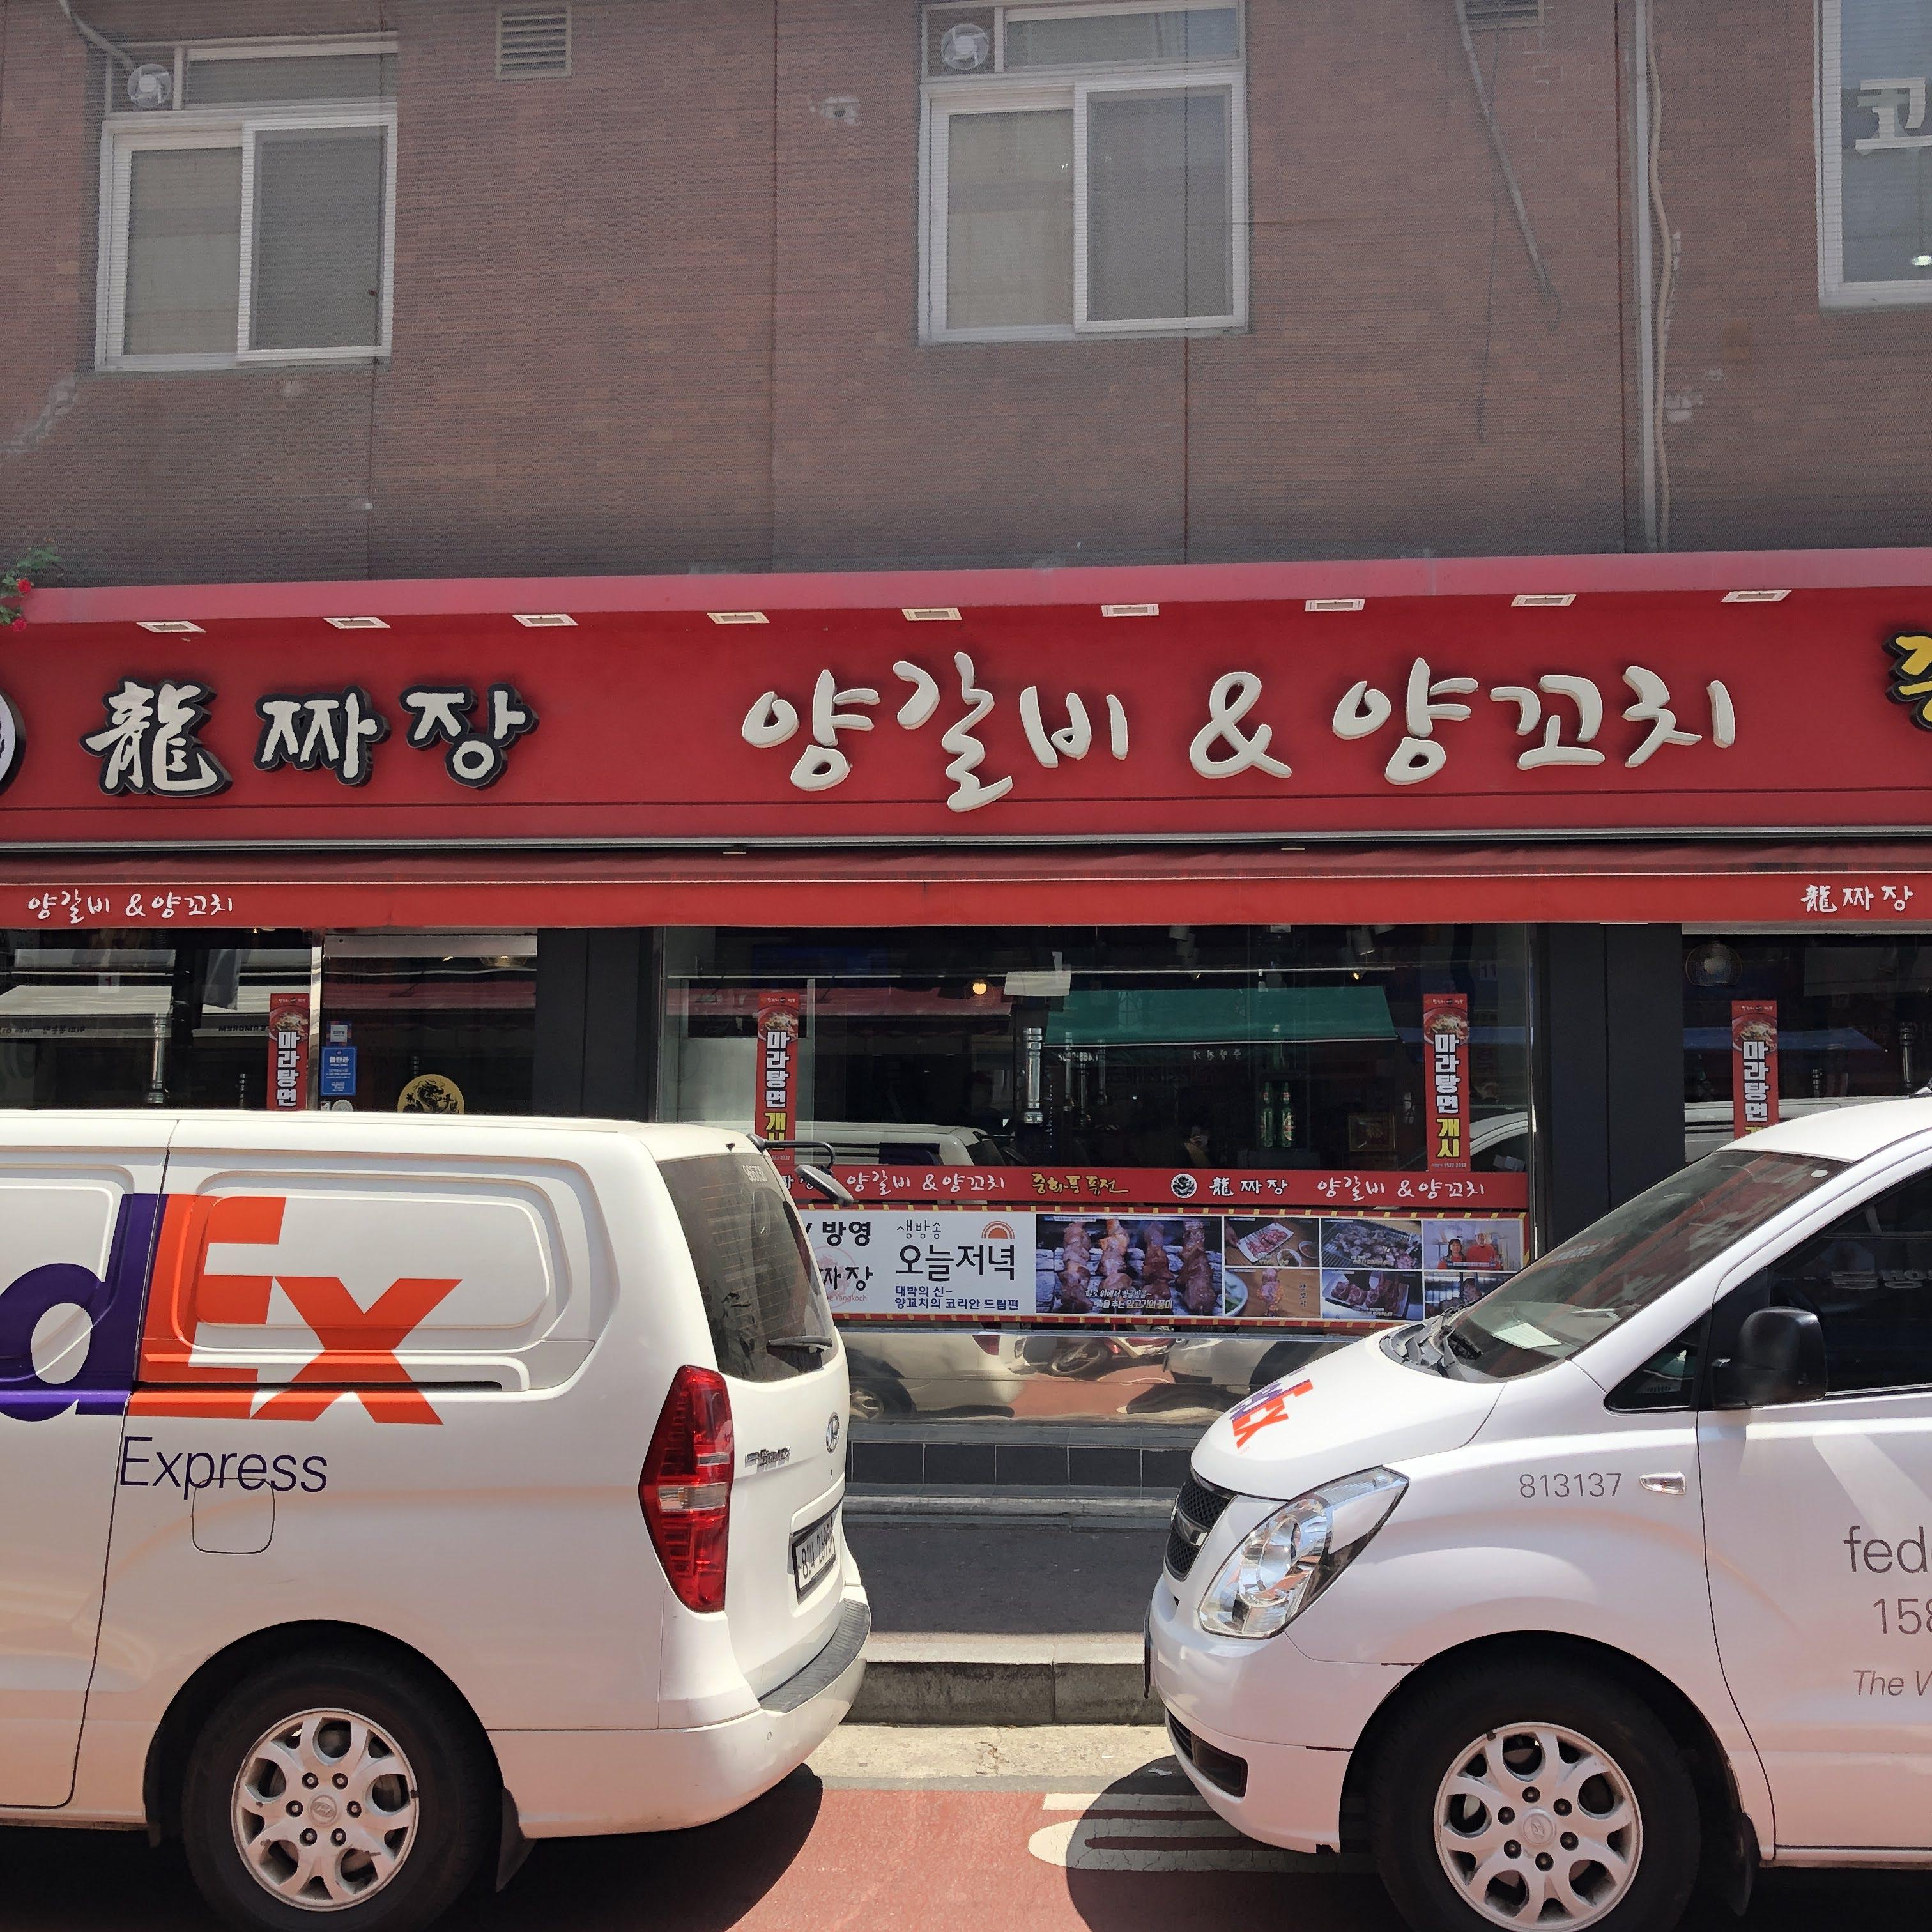 龍 짜장
양갈비 & 양꼬치
양갈비 & 양꼬치
龍 짜장
마라탕면
마라탕면 개시
마라탕면 개시
마라탕면
양갈비 & 양꼬치 중화풍특전 龍 짜장 양갈비 & 양꼬치
방영
짜장
생방송
오늘저녁
대박의 신-
양꼬치의 코리안 드림편
dEx
Express
FedEx
813137
fed
158
The